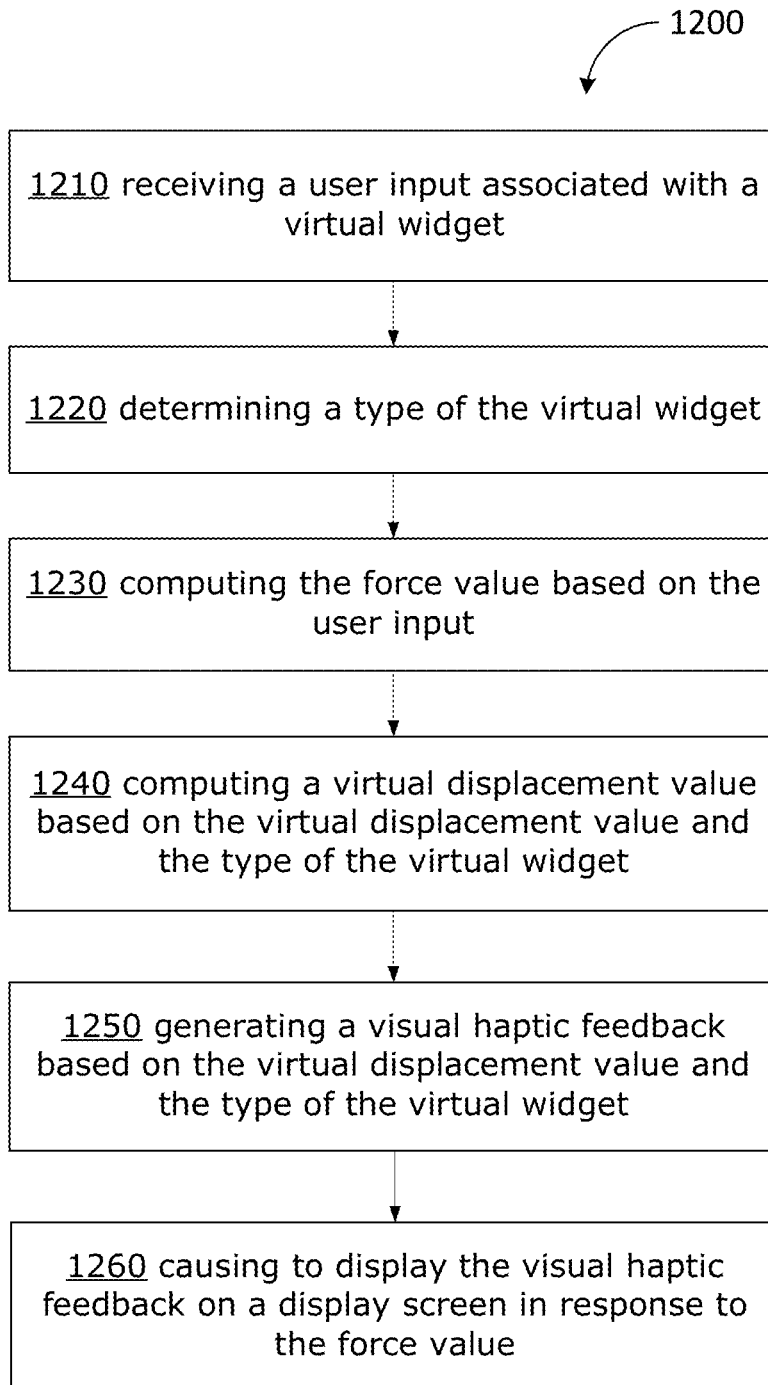 1200
1210 receiving a user input associated with a
virtual widget
1220 determining a type of the virtual widget
1230 computing the force value based on the
user input
1240 computing a virtual displacement value
based on the virtual displacement value and
the type of the virtual widget
1250 generating a visual haptic feedback
based on the virtual displacement value and
the type of the virtual widget
1260 causing to display the visual haptic
feedback on a display screen in response to
the force value